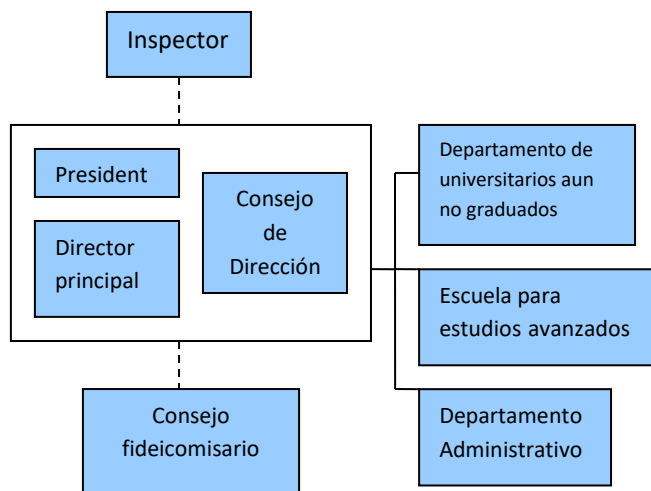 Inspector
President
Director
principal
Consejo
de
Dirección
Consejo
fideicomisario
Departamento de
universitarios aun
no graduados
Escuela para
estudios avanzados
Departamento
Administrativo